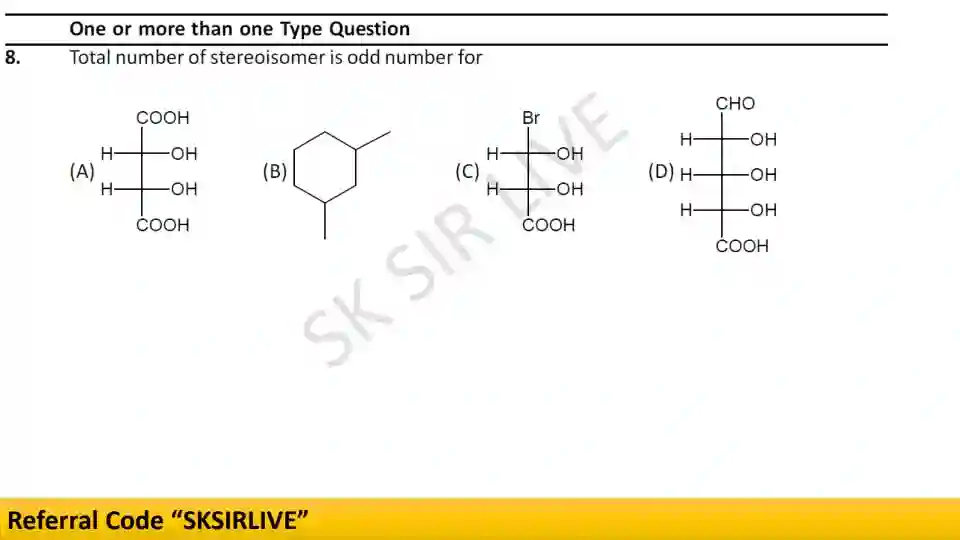 One or more than one Type Question
8. Total number of stereoisomer is odd number for
(A) COOH
H OH
H OH
COOH
(B)
(C) Br
H OH
H OH
COOH
(D) CHO
H OH
H OH
H OH
COOH
SK SIR LIVE
Referral Code “SKSIRLIVE”